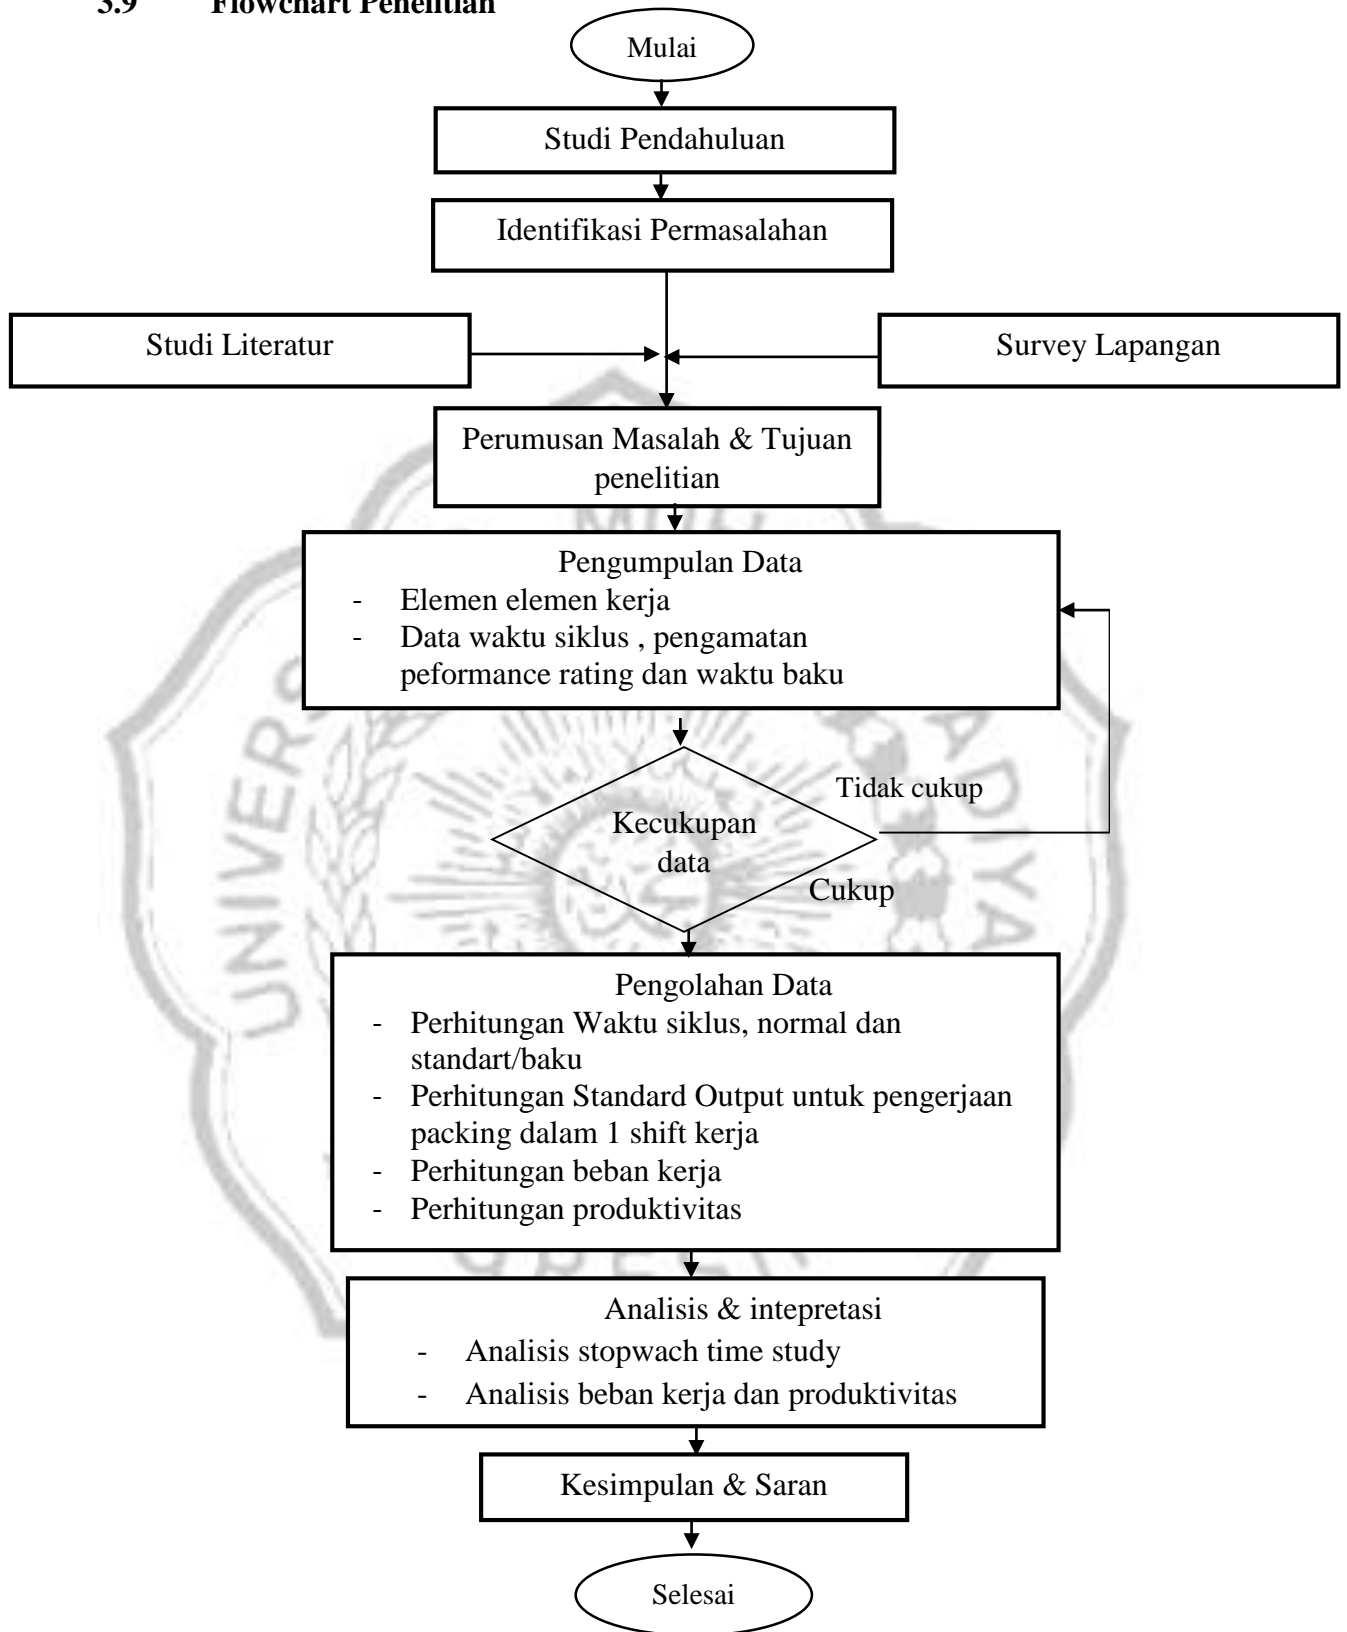 3.9 Flowchart Penelitian
Mulai
Studi Pendahuluan
Identifikasi Permasalahan
Studi Literatur
Survey Lapangan
Perumusan Masalah & Tujuan
penelitian
Pengumpulan Data
- Elemen elemen kerja
- Data waktu siklus , pengamatan
peformance rating dan waktu baku
Tidak cukup
Kecukupan
data
Cukup
Pengolahan Data
- Perhitungan Waktu siklus, normal dan
standart/baku
- Perhitungan Standard Output untuk pengerjaan
packing dalam 1 shift kerja
- Perhitungan beban kerja
- Perhitungan produktivitas
Analisis & intepretasi
- Analisis stopwach time study
- Analisis beban kerja dan produktivitas
Kesimpulan & Saran
Selesai